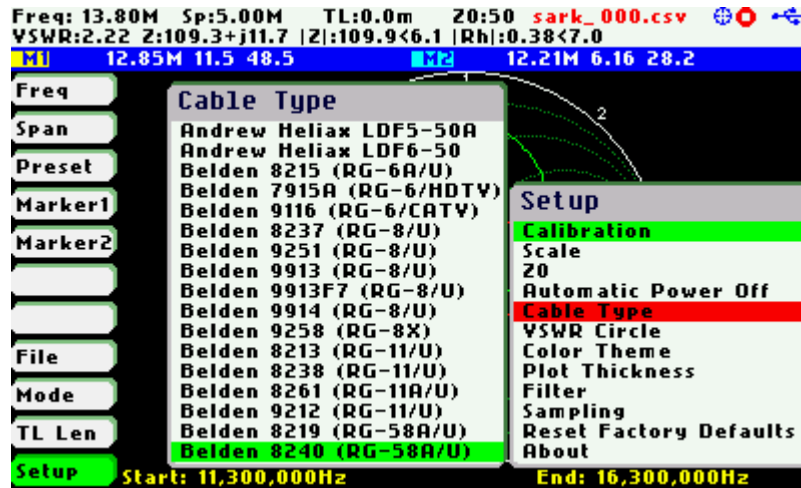 Freq: 13.80M Sp:5.00M TL:0.0m Z0:50 sark_000.csv
VSWR:2.22 Z:109.3+j11.7 |Z|:109.9<6.1 |Rh|:0.38<7.0
M1 12.85M 11.5 48.5 M2 12.21M 6.16 28.2
Freq
Span
Preset
Marker1
Marker2
File
Mode
TL Len
Setup
Cable Type
Andrew Heliax LDF5-50A
Andrew Heliax LDF6-50
Belden 8215 (RG-6A/U)
Belden 7915A (RG-6/HDTV)
Belden 9116 (RG-6/CATV)
Belden 8237 (RG-8/U)
Belden 9251 (RG-8/U)
Belden 9913 (RG-8/U)
Belden 9913F7 (RG-8/U)
Belden 9914 (RG-8/U)
Belden 9258 (RG-8X)
Belden 8213 (RG-11/U)
Belden 8238 (RG-11/U)
Belden 8261 (RG-11A/U)
Belden 9212 (RG-11/U)
Belden 8219 (RG-58A/U)
Belden 8240 (RG-58A/U)
1
2
Setup
Calibration
Scale
Z0
Automatic Power Off
Cable Type
VSWR Circle
Color Theme
Plot Thickness
Filter
Sampling
Reset Factory Defaults
About
Start: 11,300,000Hz End: 16,300,000Hz